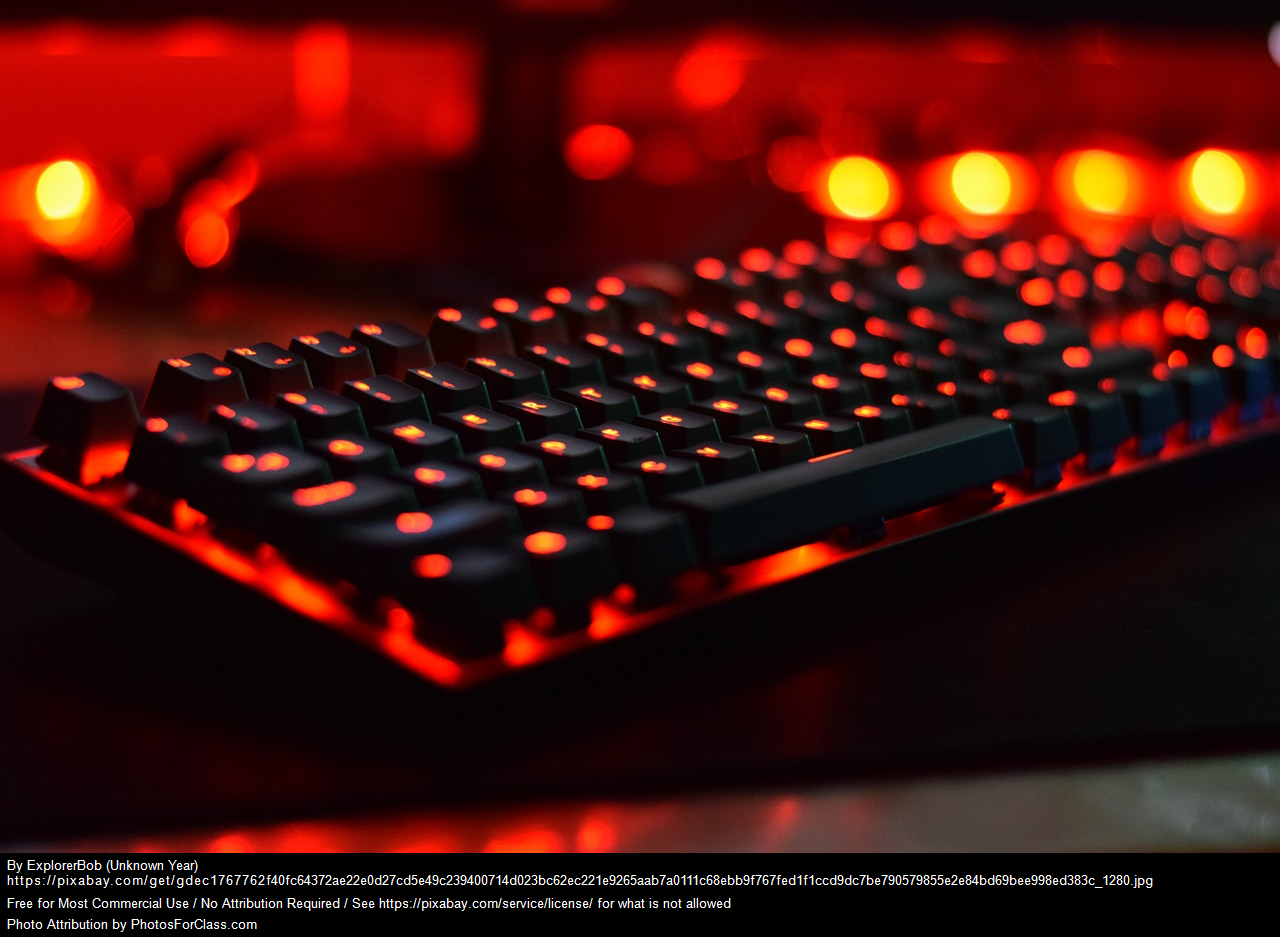 By ExplorerBob (Unknown Year)
https://pixabay.com/get/gdec1767762f40fc64372ae22e0d27cd5e49c239400714d023bc62ec221e9265aab7a0111c68ebb9f767fed1f1ccd9dc7be790579855e2e84bd69bee998ed383c_1280.jpg
Free for Most Commercial Use / No Attribution Required / See https://pixabay.com/service/license/ for what is not allowed
Photo Attribution by PhotosForClass.com